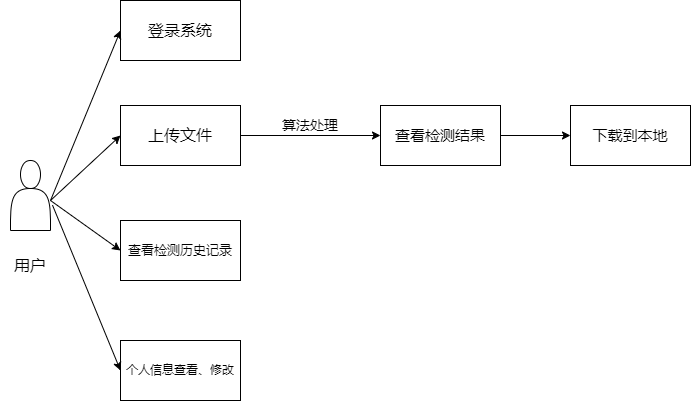 登录系统
上传文件
算法处理
查看检测结果
下载到本地
用户
查看检测历史记录
个人信息查看、修改